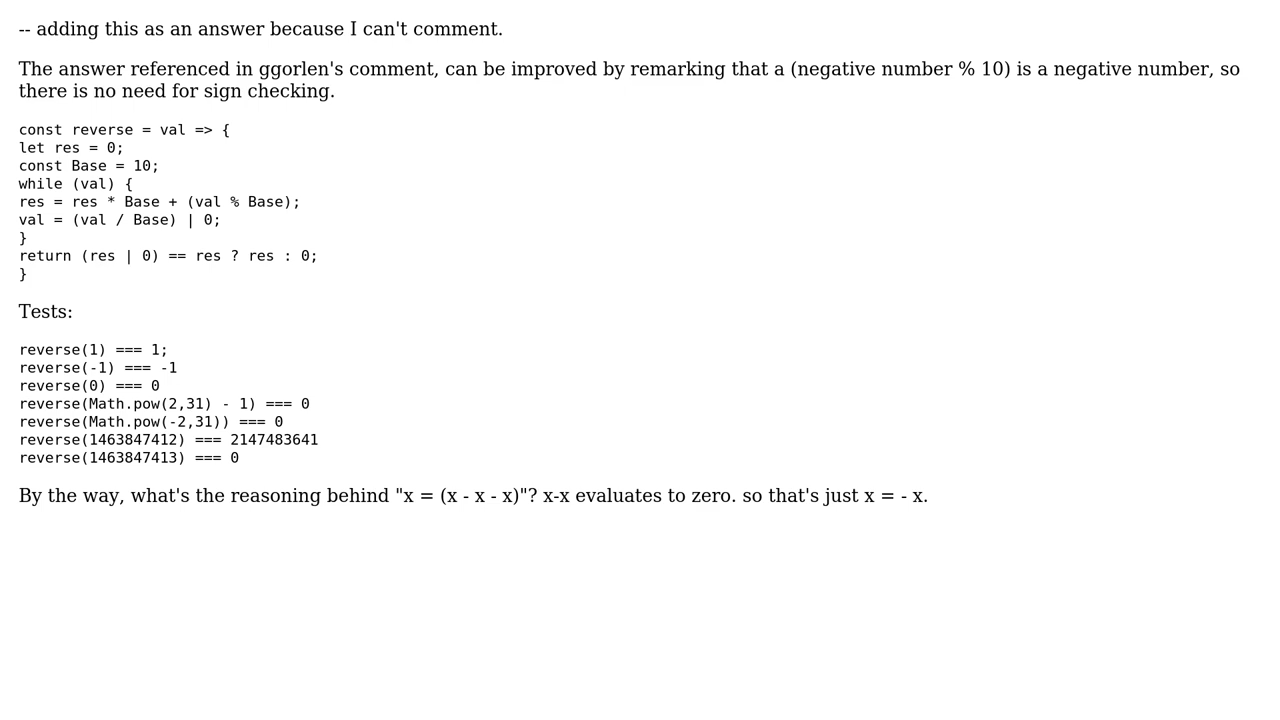 -- adding this as an answer because I can't comment.
The answer referenced in ggorlen's comment, can be improved by remarking that a (negative number % 10) is a negative number, so
there is no need for sign checking.
const reverse = val => {
let res = 0;
const Base = 10;
while (val) {
res = res * Base + (val % Base);
val = (val / Base) | 0;
}
return (res | 0) == res ? res : 0;
}
Tests:
reverse(1) === 1;
reverse(-1) === -1
reverse(0) === 0
reverse(Math.pow(2,31) - 1) === 0
reverse(Math.pow(-2,31)) === 0
reverse(1463847412) === 2147483641
reverse(1463847413) === 0
By the way, what's the reasoning behind "x = (x - x - x)"? x-x evaluates to zero. so that's just x = - x.